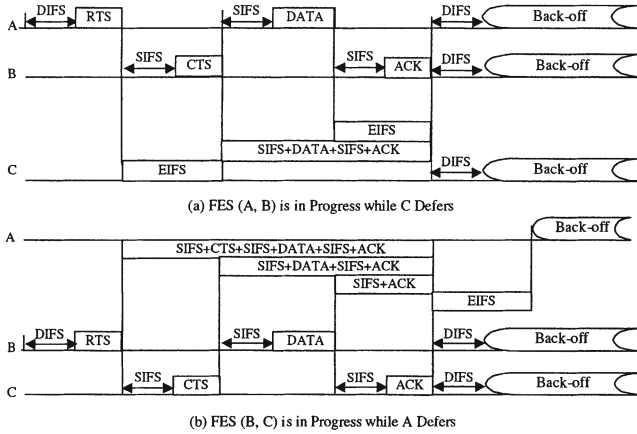 DIFS SIFS DIFS
A RTS DATA Back-off
SIFS SIFS DIFS
B CTS ACK Back-off
EIFS
SIFS+DATA+SIFS+ACK
C EIFS DIFS Back-off
(a) FES (A, B) is in Progress while C Defers
A Back-off
SIFS+CTS+SIFS+DATA+SIFS+ACK
SIFS+DATA+SIFS+ACK
SIFS+ACK
EIFS
DIFS SIFS DIFS
B RTS DATA Back-off
SIFS SIFS DIFS
C CTS ACK Back-off
(b) FES (B, C) is in Progress while A Defers